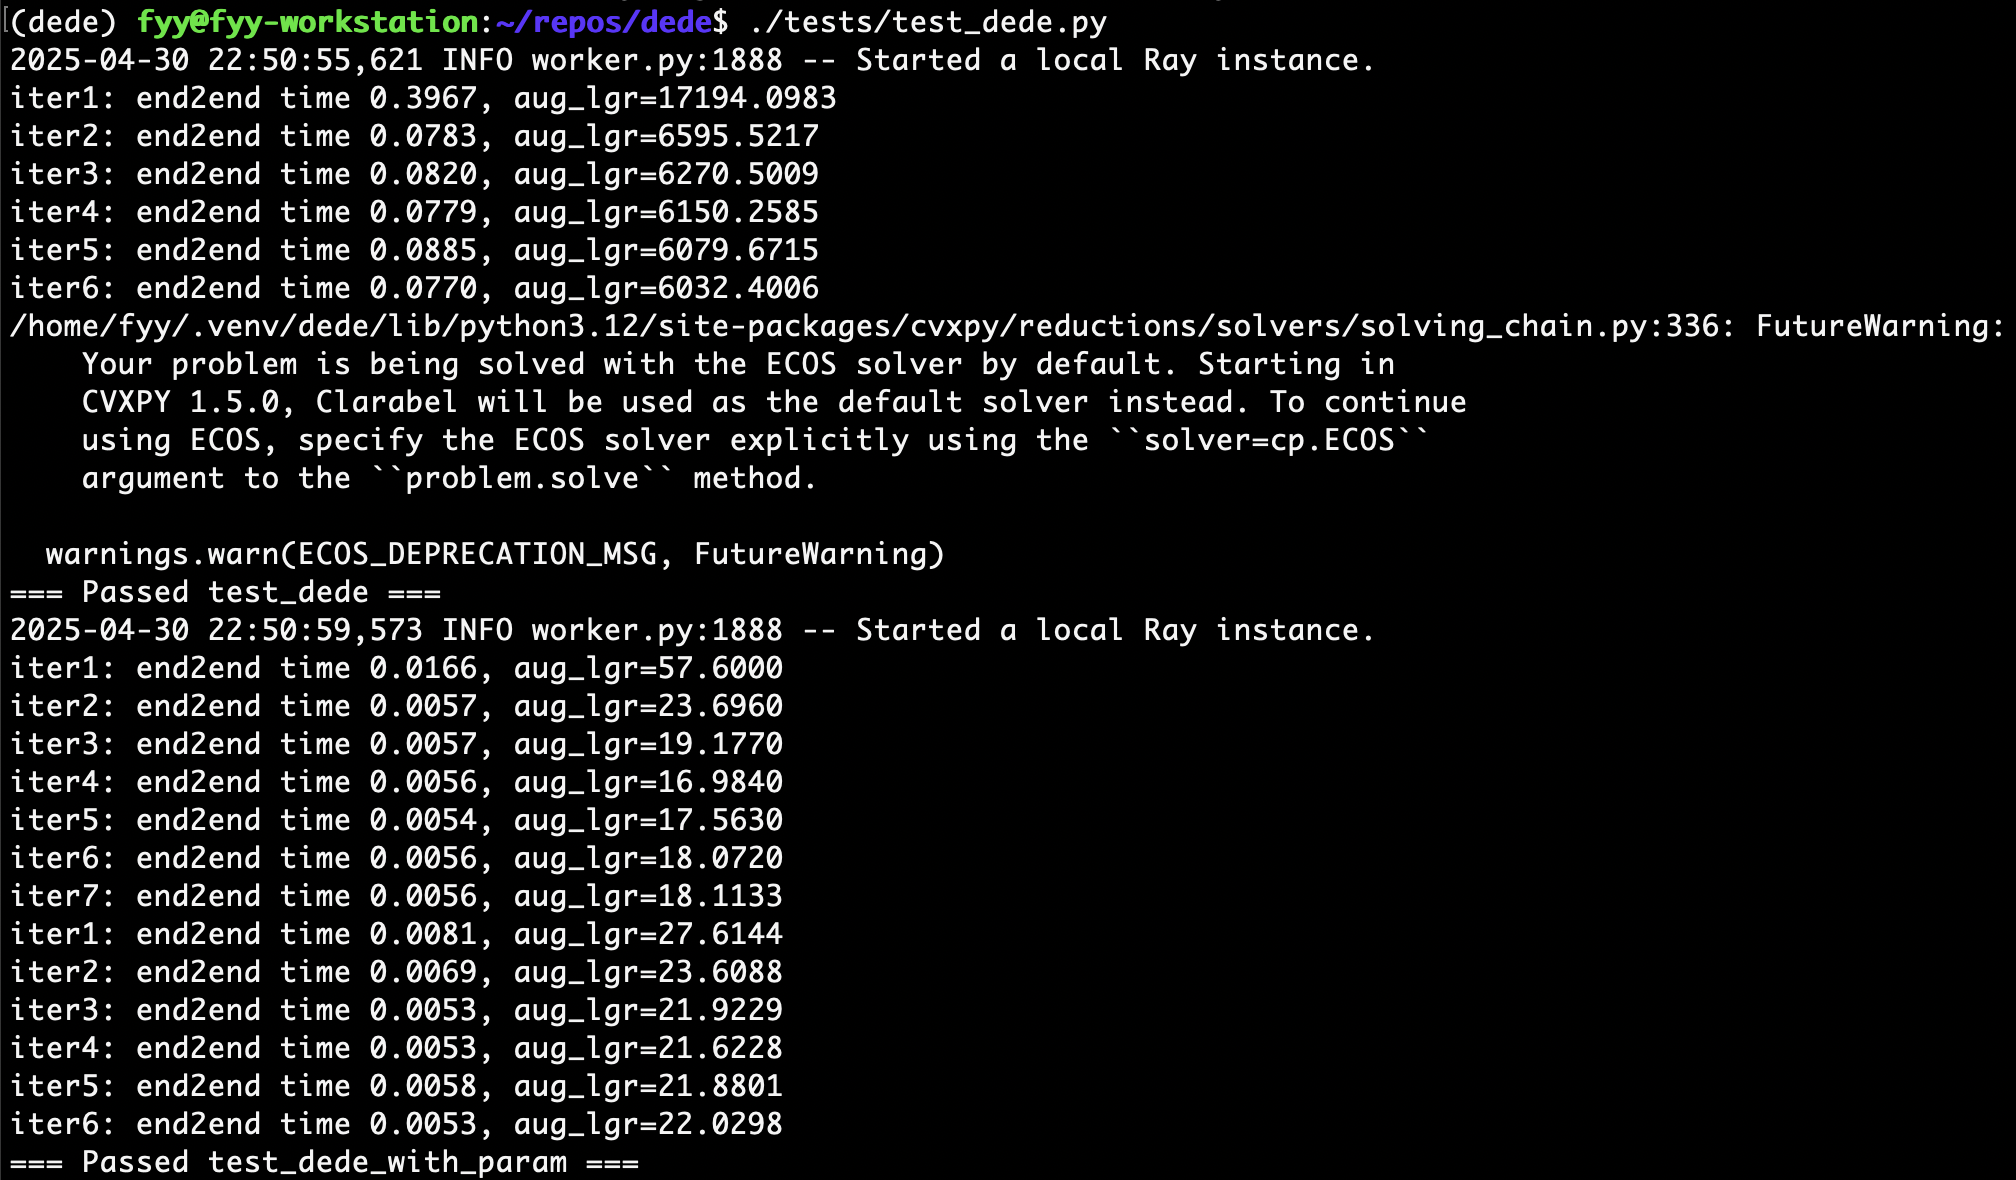 (dede) fyy@fyy-workstation:~/repos/dede$ ./tests/test_dede.py
2025-04-30 22:50:55,621 INFO worker.py:1888 -- Started a local Ray instance.
iter1: end2end time 0.3967, aug_lgr=17194.0983
iter2: end2end time 0.0783, aug_lgr=6595.5217
iter3: end2end time 0.0820, aug_lgr=6270.5009
iter4: end2end time 0.0779, aug_lgr=6150.2585
iter5: end2end time 0.0885, aug_lgr=6079.6715
iter6: end2end time 0.0770, aug_lgr=6032.4006
/home/fyy/.venv/dede/lib/python3.12/site-packages/cvxpy/reductions/solvers/solving_chain.py:336: FutureWarning:
    Your problem is being solved with the ECOS solver by default. Starting in
    CVXPY 1.5.0, Clarabel will be used as the default solver instead. To continue
    using ECOS, specify the ECOS solver explicitly using the ``solver=cp.ECOS``
    argument to the ``problem.solve`` method.

  warnings.warn(ECOS_DEPRECATION_MSG, FutureWarning)
=== Passed test_dede ===
2025-04-30 22:50:59,573 INFO worker.py:1888 -- Started a local Ray instance.
iter1: end2end time 0.0166, aug_lgr=57.6000
iter2: end2end time 0.0057, aug_lgr=23.6960
iter3: end2end time 0.0057, aug_lgr=19.1770
iter4: end2end time 0.0056, aug_lgr=16.9840
iter5: end2end time 0.0054, aug_lgr=17.5630
iter6: end2end time 0.0056, aug_lgr=18.0720
iter7: end2end time 0.0056, aug_lgr=18.1133
iter1: end2end time 0.0081, aug_lgr=27.6144
iter2: end2end time 0.0069, aug_lgr=23.6088
iter3: end2end time 0.0053, aug_lgr=21.9229
iter4: end2end time 0.0053, aug_lgr=21.6228
iter5: end2end time 0.0058, aug_lgr=21.8801
iter6: end2end time 0.0053, aug_lgr=22.0298
=== Passed test_dede_with_param ===